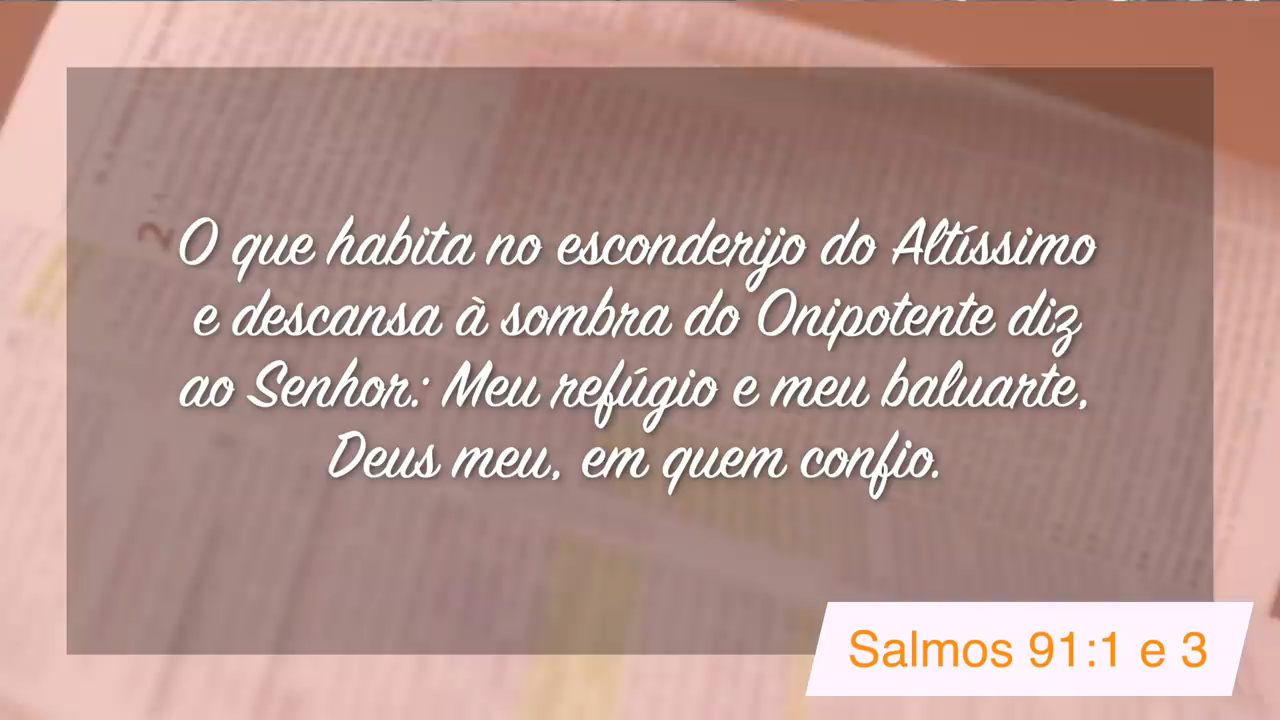 O que habita no esconderijo do Altíssimo
e descansa à sombra do Onipotente diz
ao Senhor: Meu refúgio e meu baluarte,
Deus meu, em quem confio.
Salmos 91:1 e 3